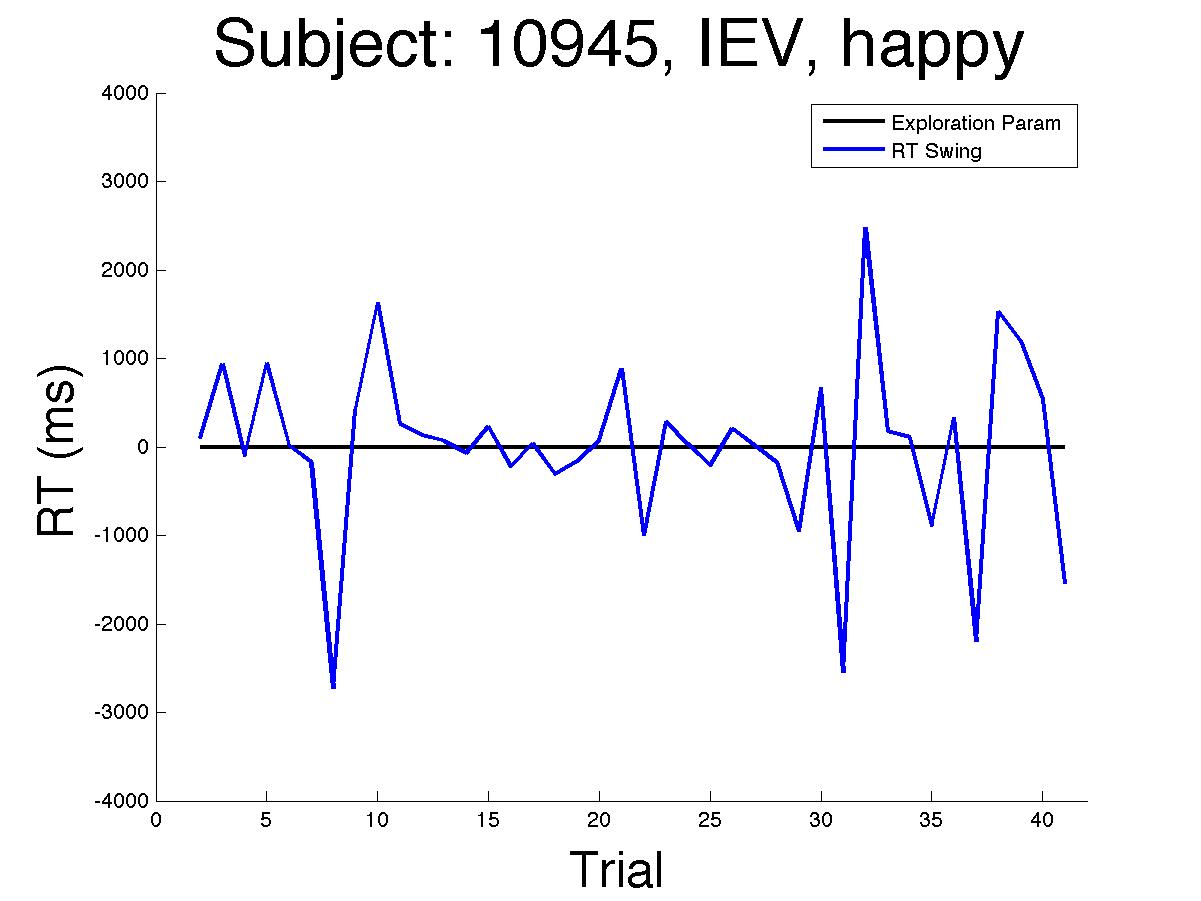 Subject: 10945, IEV, happy
4000
3000
2000
1000
0
-1000
-2000
-3000
-4000
RT (ms)
Exploration Param
RT Swing
0 5 10 15 20 25 30 35 40
Trial